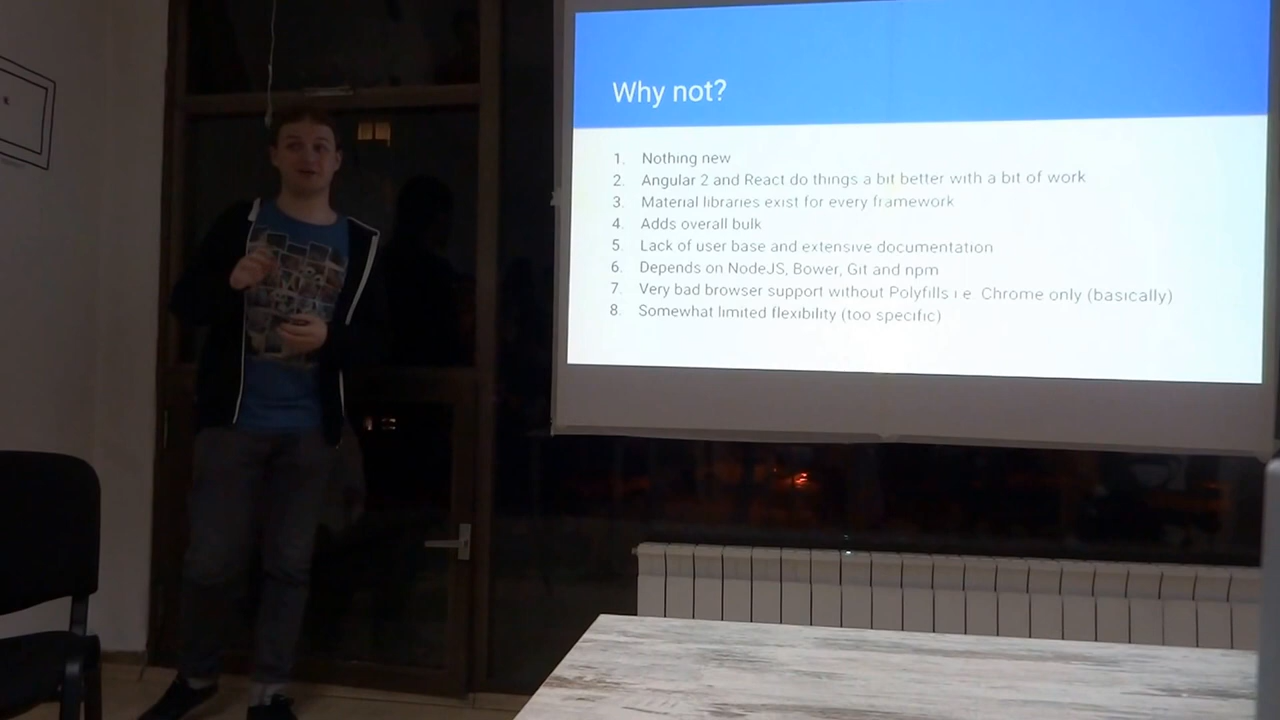 Why not?
1. Nothing new
2. Angular 2 and React do things a bit better with a bit of work
3. Material libraries exist for every framework
4. Adds overall bulk
5. Lack of user base and extensive documentation
6. Depends on NodeJS, Bower, Git and npm
7. Very bad browser support without Polyfills i e. Chrome only (basically)
8. Somewhat limited flexibility (too specific)